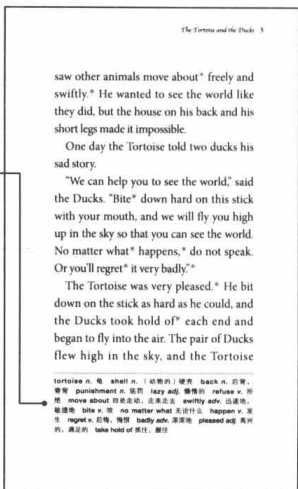 The Tortoise and the Ducks 5
saw other animals move about* freely and
swiftly.* He wanted to see the world like
they did, but the house on his back and his
short legs made it impossible.
One day the Tortoise told two ducks his
sad story.
"We can help you to see the world," said
the Ducks. "Bite* down hard on this stick
with your mouth, and we will fly you high
up in the sky so that you can see the world.
No matter what* happens,* do not speak.
Or you'll regret* it very badly."*
The Tortoise was very pleased.* He bit
down on the stick as hard as he could, and
the Ducks took hold of* each end and
began to fly into the air. The pair of Ducks
flew high in the sky, and the Tortoise
tortoise n. 龟 shell n. （动物的）硬壳 back n. 后背，
脊背 punishment n. 惩罚 lazy adj. 懒惰的 refuse v. 拒
绝 move about 四处走动，走来走去 swiftly adv. 迅速地，
敏捷地 bite v. 咬 no matter what 无论什么 happen v. 发
生 regret v. 后悔，悔恨 badly adv. 深深地 pleased adj. 高兴
的，满足的 take hold of 抓住，握住